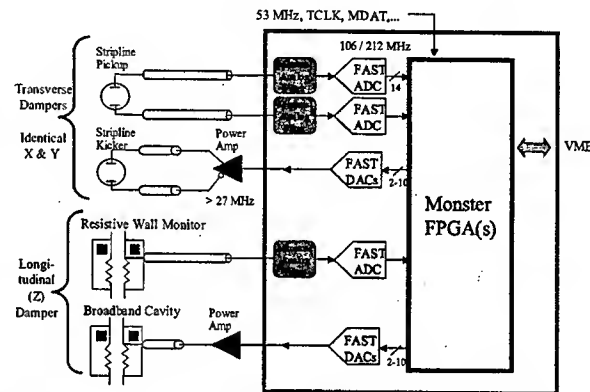 53 MHz, TCLK, MDAT,...
Stripline
Pickup
106 / 212 MHz
FAST
ADC
14
Transverse
Dampers
Identical
X & Y
Analog
FAST
ADC
Stripline
Kicker
Power
Amp
> 27 MHz
FAST
DACs
2-10
VME
Monster
FPGA(s)
Resistive Wall Monitor
Longi-
tudinal
(Z)
Damper
FAST
ADC
Broadband Cavity
Power
Amp
FAST
DACs
2-10